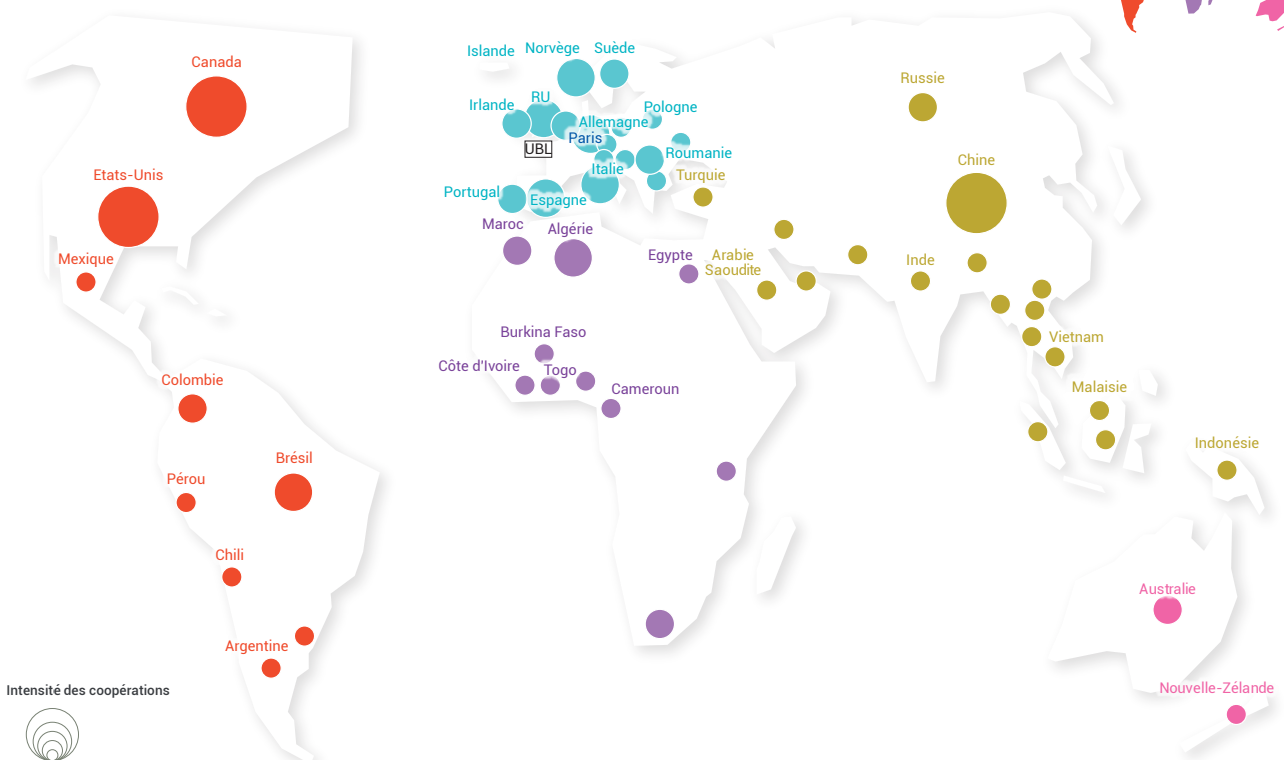 Canada
Etats-Unis
Mexique
Colombie
Brésil
Pérou
Chili
Argentine
Intensité des coopérations
Islande
Norvège
Suède
Irlande
RU
Pologne
Allemagne
Paris
UBL
Roumanie
Italie
Portugal
Espagne
Maroc
Algérie
Egypte
Burkina Faso
Côte d'Ivoire
Togo
Cameroun
Turquie
Arabie
Saoudite
Russie
Chine
Inde
Vietnam
Malaisie
Indonésie
Australie
Nouvelle-Zélande